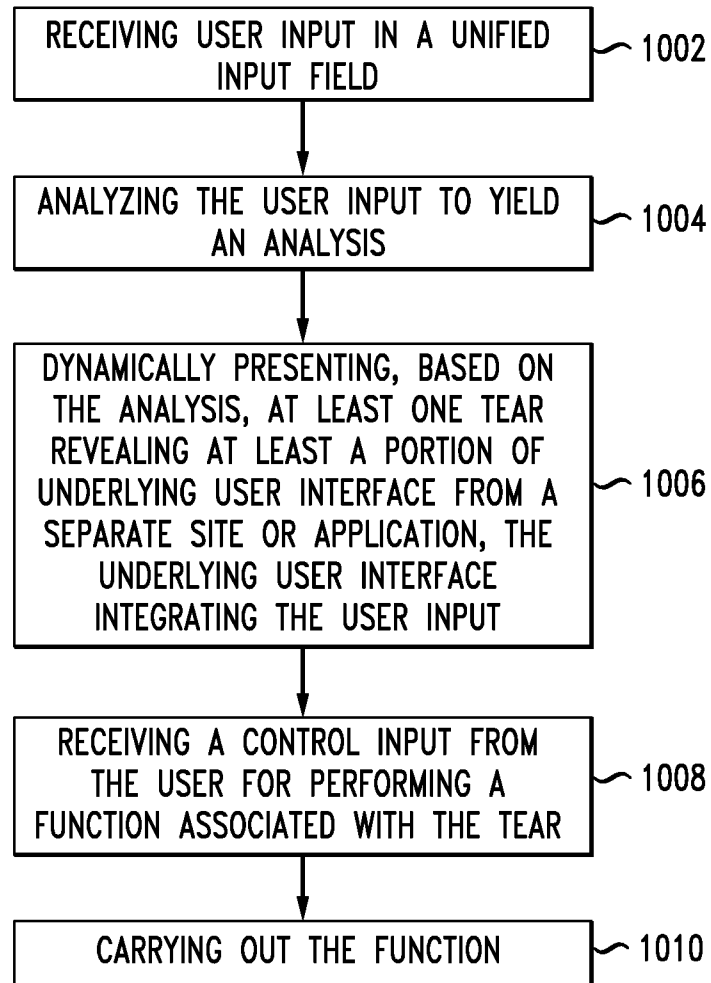 RECEIVING USER INPUT IN A UNIFIED
INPUT FIELD
1002
ANALYZING THE USER INPUT TO YIELD
AN ANALYSIS
1004
DYNAMICALLY PRESENTING, BASED ON
THE ANALYSIS, AT LEAST ONE TEAR
REVEALING AT LEAST A PORTION OF
UNDERLYING USER INTERFACE FROM A
SEPARATE SITE OR APPLICATION, THE
UNDERLYING USER INTERFACE
INTEGRATING THE USER INPUT
1006
RECEIVING A CONTROL INPUT FROM
THE USER FOR PERFORMING A
FUNCTION ASSOCIATED WITH THE TEAR
1008
CARRYING OUT THE FUNCTION
1010